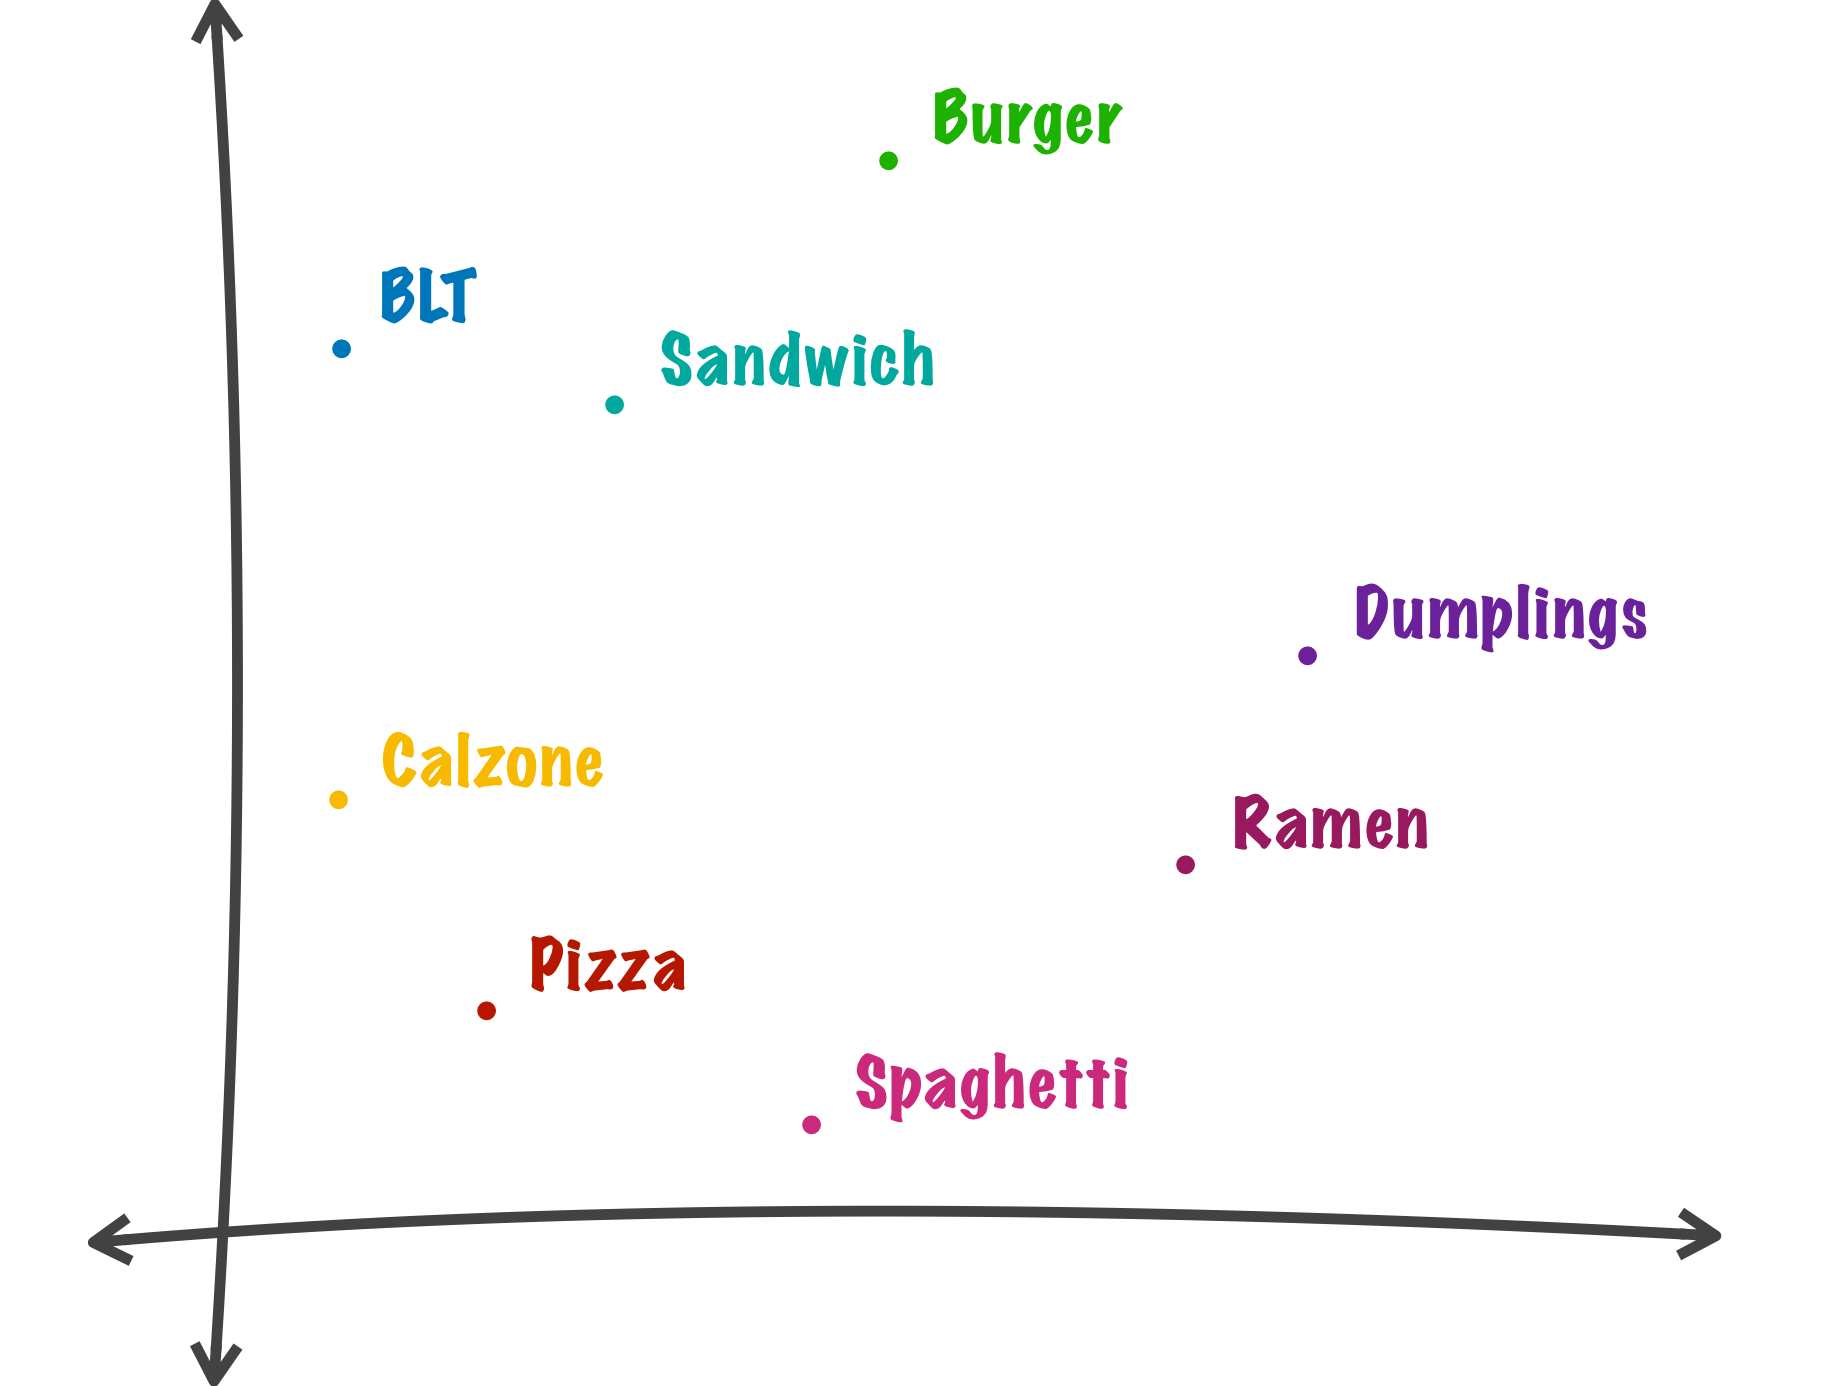 Burger
BLT
Sandwich
Dumplings
Calzone
Ramen
Pizza
Spaghetti